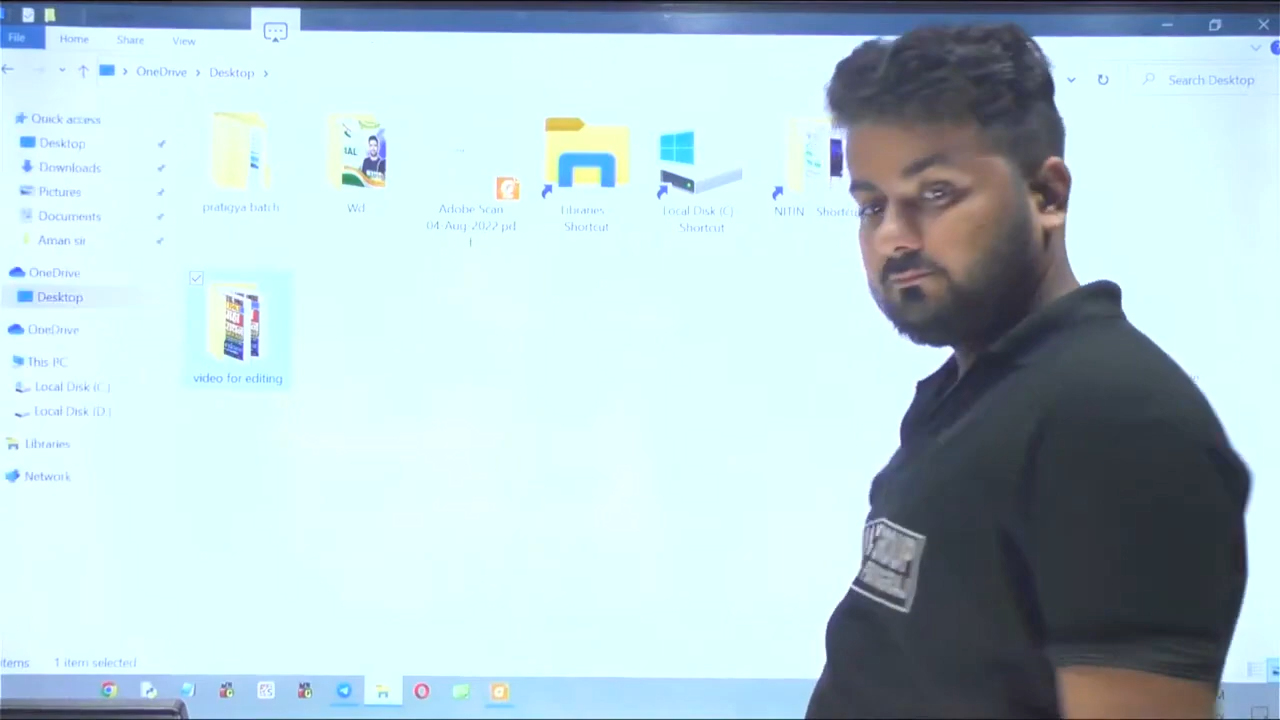 File Home Share View
OneDrive Desktop
Search Desktop
Quick access
Desktop
Downloads
Pictures
Documents
Aman sir
OneDrive
Desktop
OneDrive
This PC
Local Disk (C:)
Local Disk (D:)
Libraries
Network
pratigya batch
Wd
Adobe Scan
04-Aug-2022.pd
f
Libraries -
Shortcut
Local Disk (C)
Shortcut
NITIN
video for editing
items 1 item selected